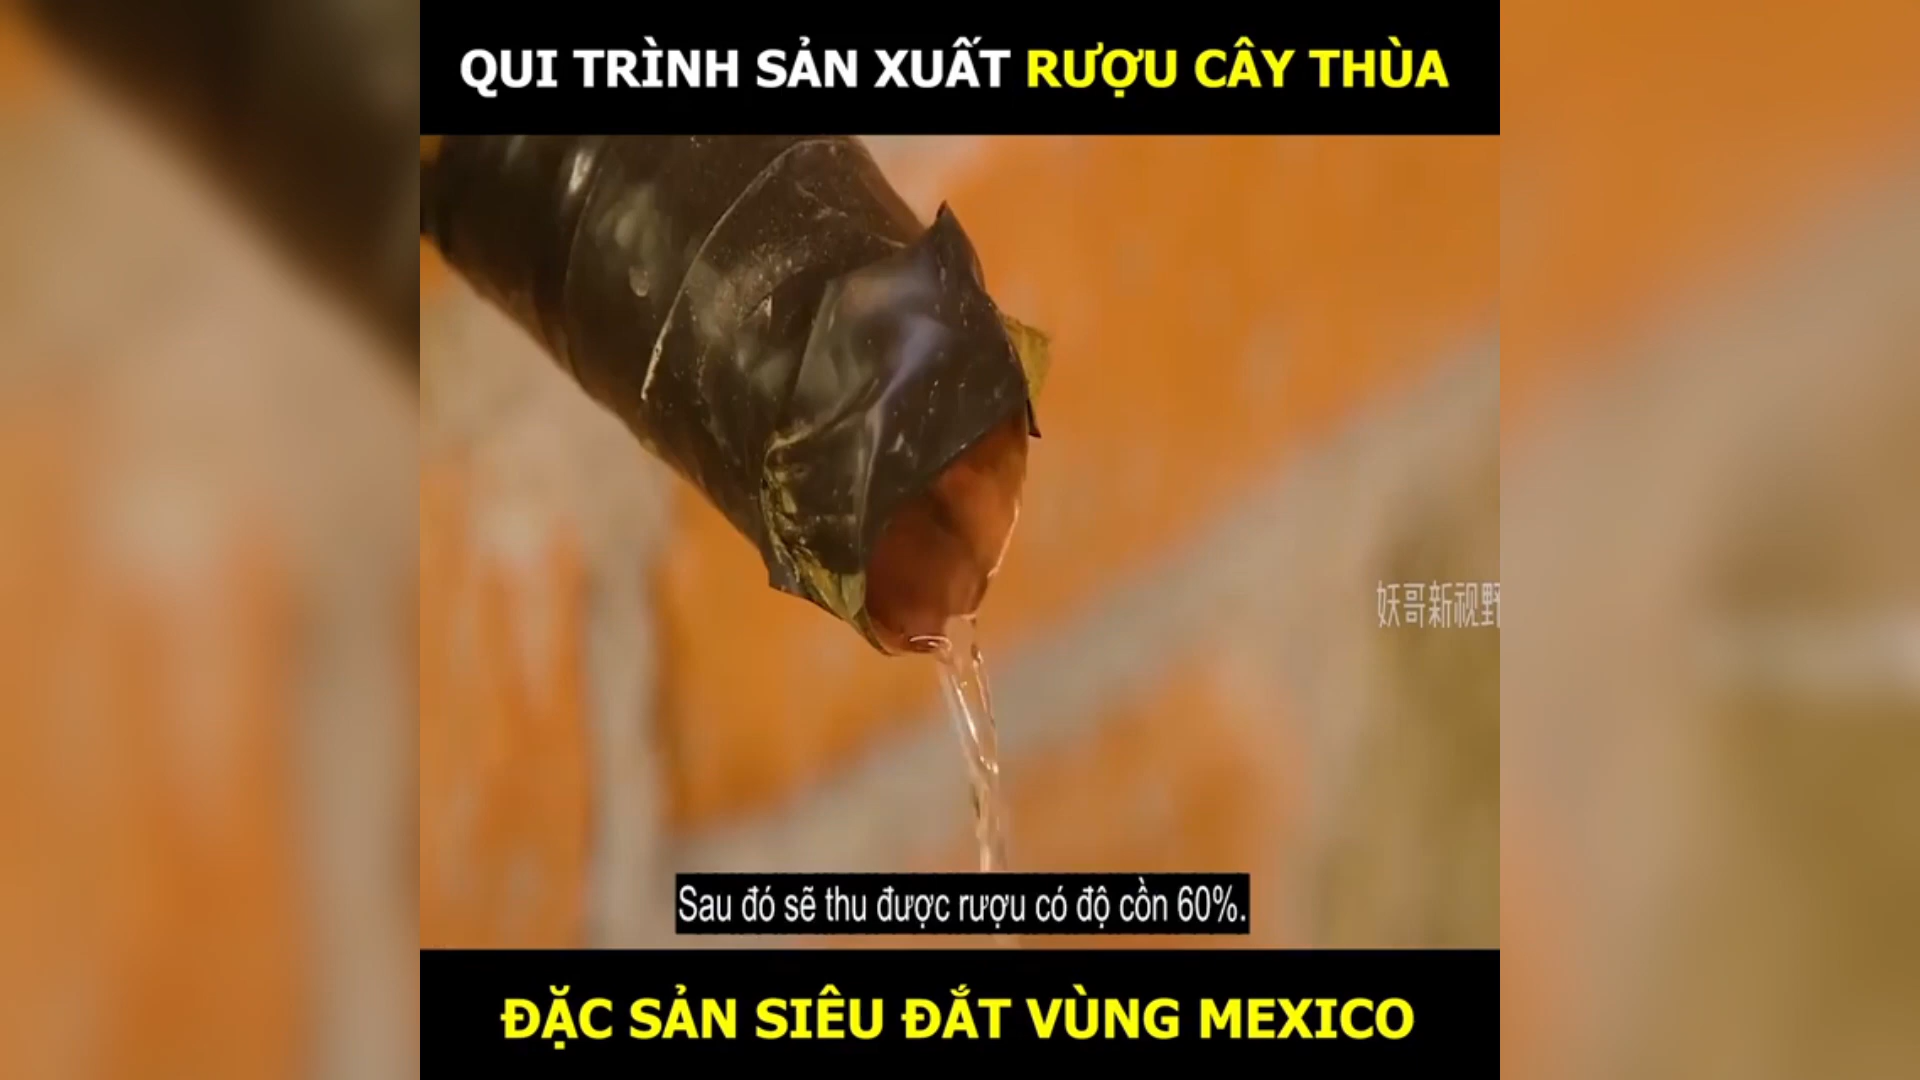 QUI TRÌNH SẢN XUẤT RƯỢU CÂY THÙA
妖哥新视野
Sau đó sẽ thu được rượu có độ cồn 60%.
ĐẶC SẢN SIÊU ĐẮT VÙNG MEXICO